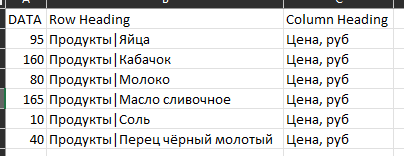 DATA Row Heading Column Heading
95 Продукты|Яйца Цена, руб
160 Продукты|Кабачок Цена, руб
80 Продукты|Молоко Цена, руб
165 Продукты|Масло сливочное Цена, руб
10 Продукты|Соль Цена, руб
40 Продукты|Перец чёрный молотый Цена, руб